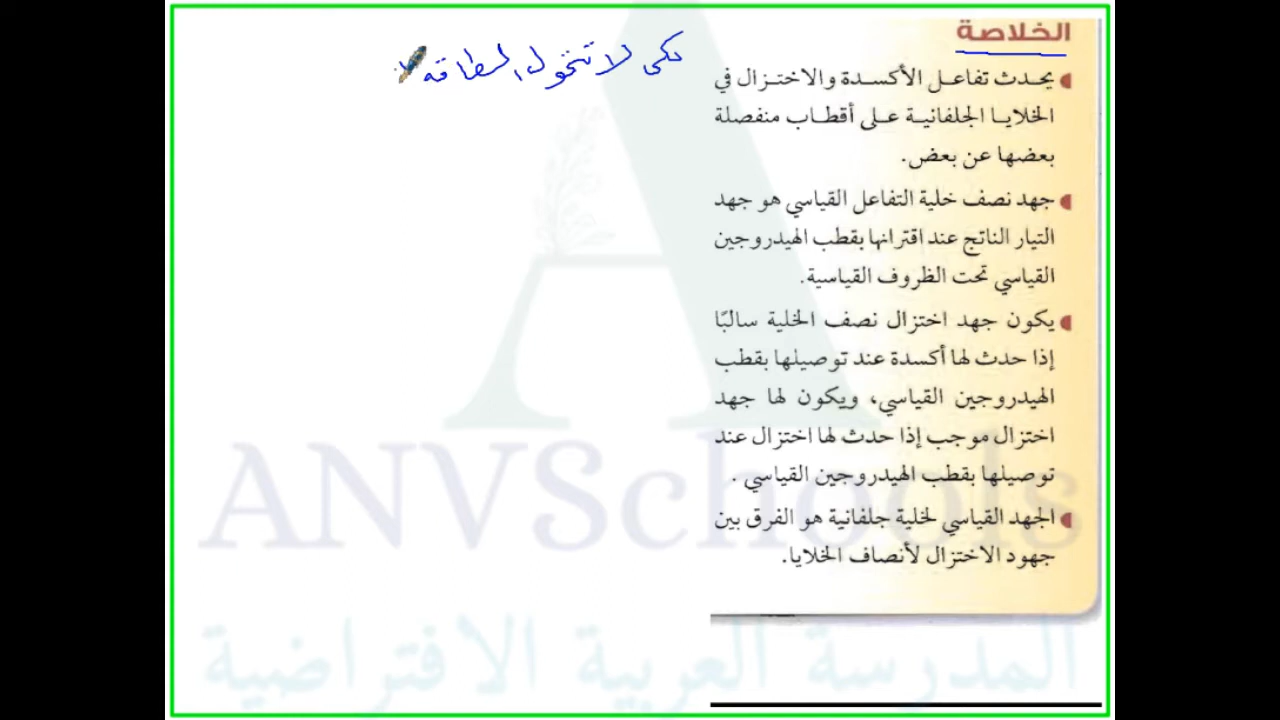 الخلاصة
لكي لا تتحول الطاقة
يحدث تفاعل الأكسدة والاختزال في
الخلايا الجلفانية على أقطاب منفصلة
بعضها عن بعض.
جهد نصف خلية التفاعل القياسي هو جهد
التيار الناتج عند اقترانها بقطب الهيدروجين
القياسي تحت الظروف القياسية.
يكون جهد اختزال نصف الخلية سالبًا
إذا حدث لها أكسدة عند توصيلها بقطب
الهيدروجين القياسي، ويكون لها جهد
اختزال موجب إذا حدث لها اختزال عند
توصيلها بقطب الهيدروجين القياسي .
الجهد القياسي لخلية جلفانية هو الفرق بين
جهود الاختزال لأنصاف الخلايا.
ANVSchools
المدرسة العربية الافتراضية